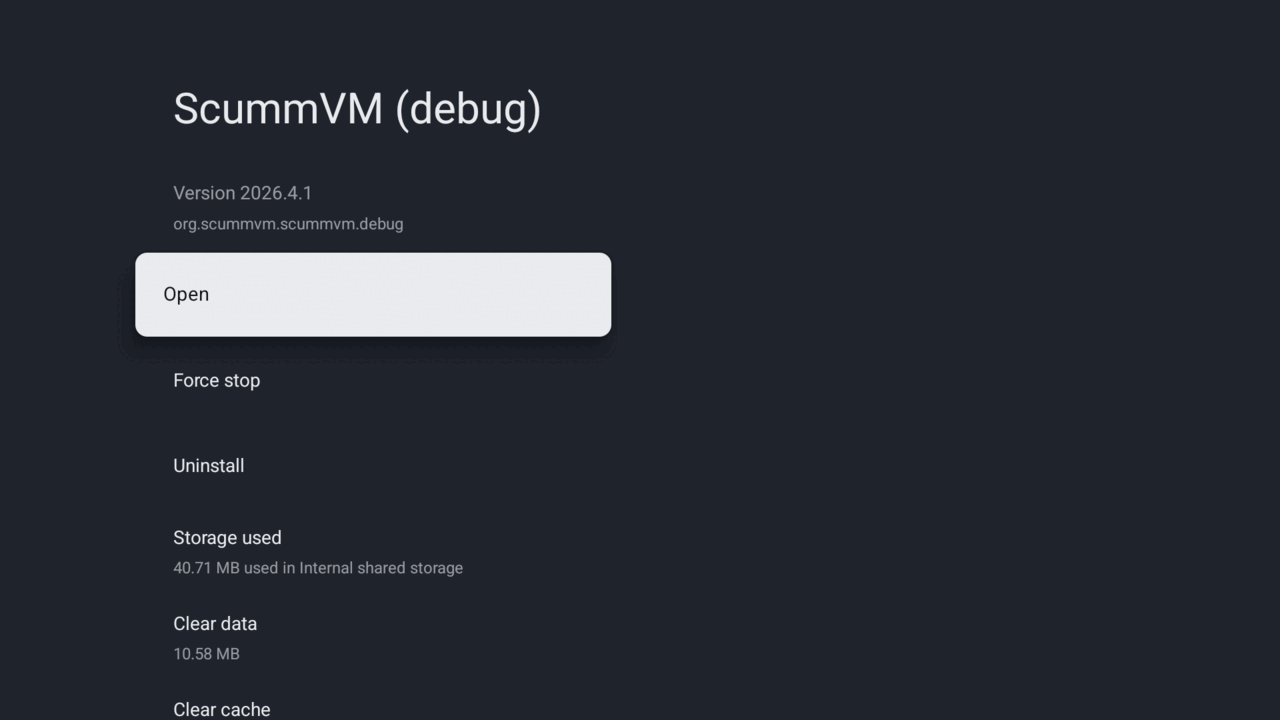 ScummVM (debug)
Version 2026.4.1
org.scummvm.scummvm.debug
Open
Force stop
Uninstall
Storage used
40.71 MB used in Internal shared storage
Clear data
10.58 MB
Clear cache